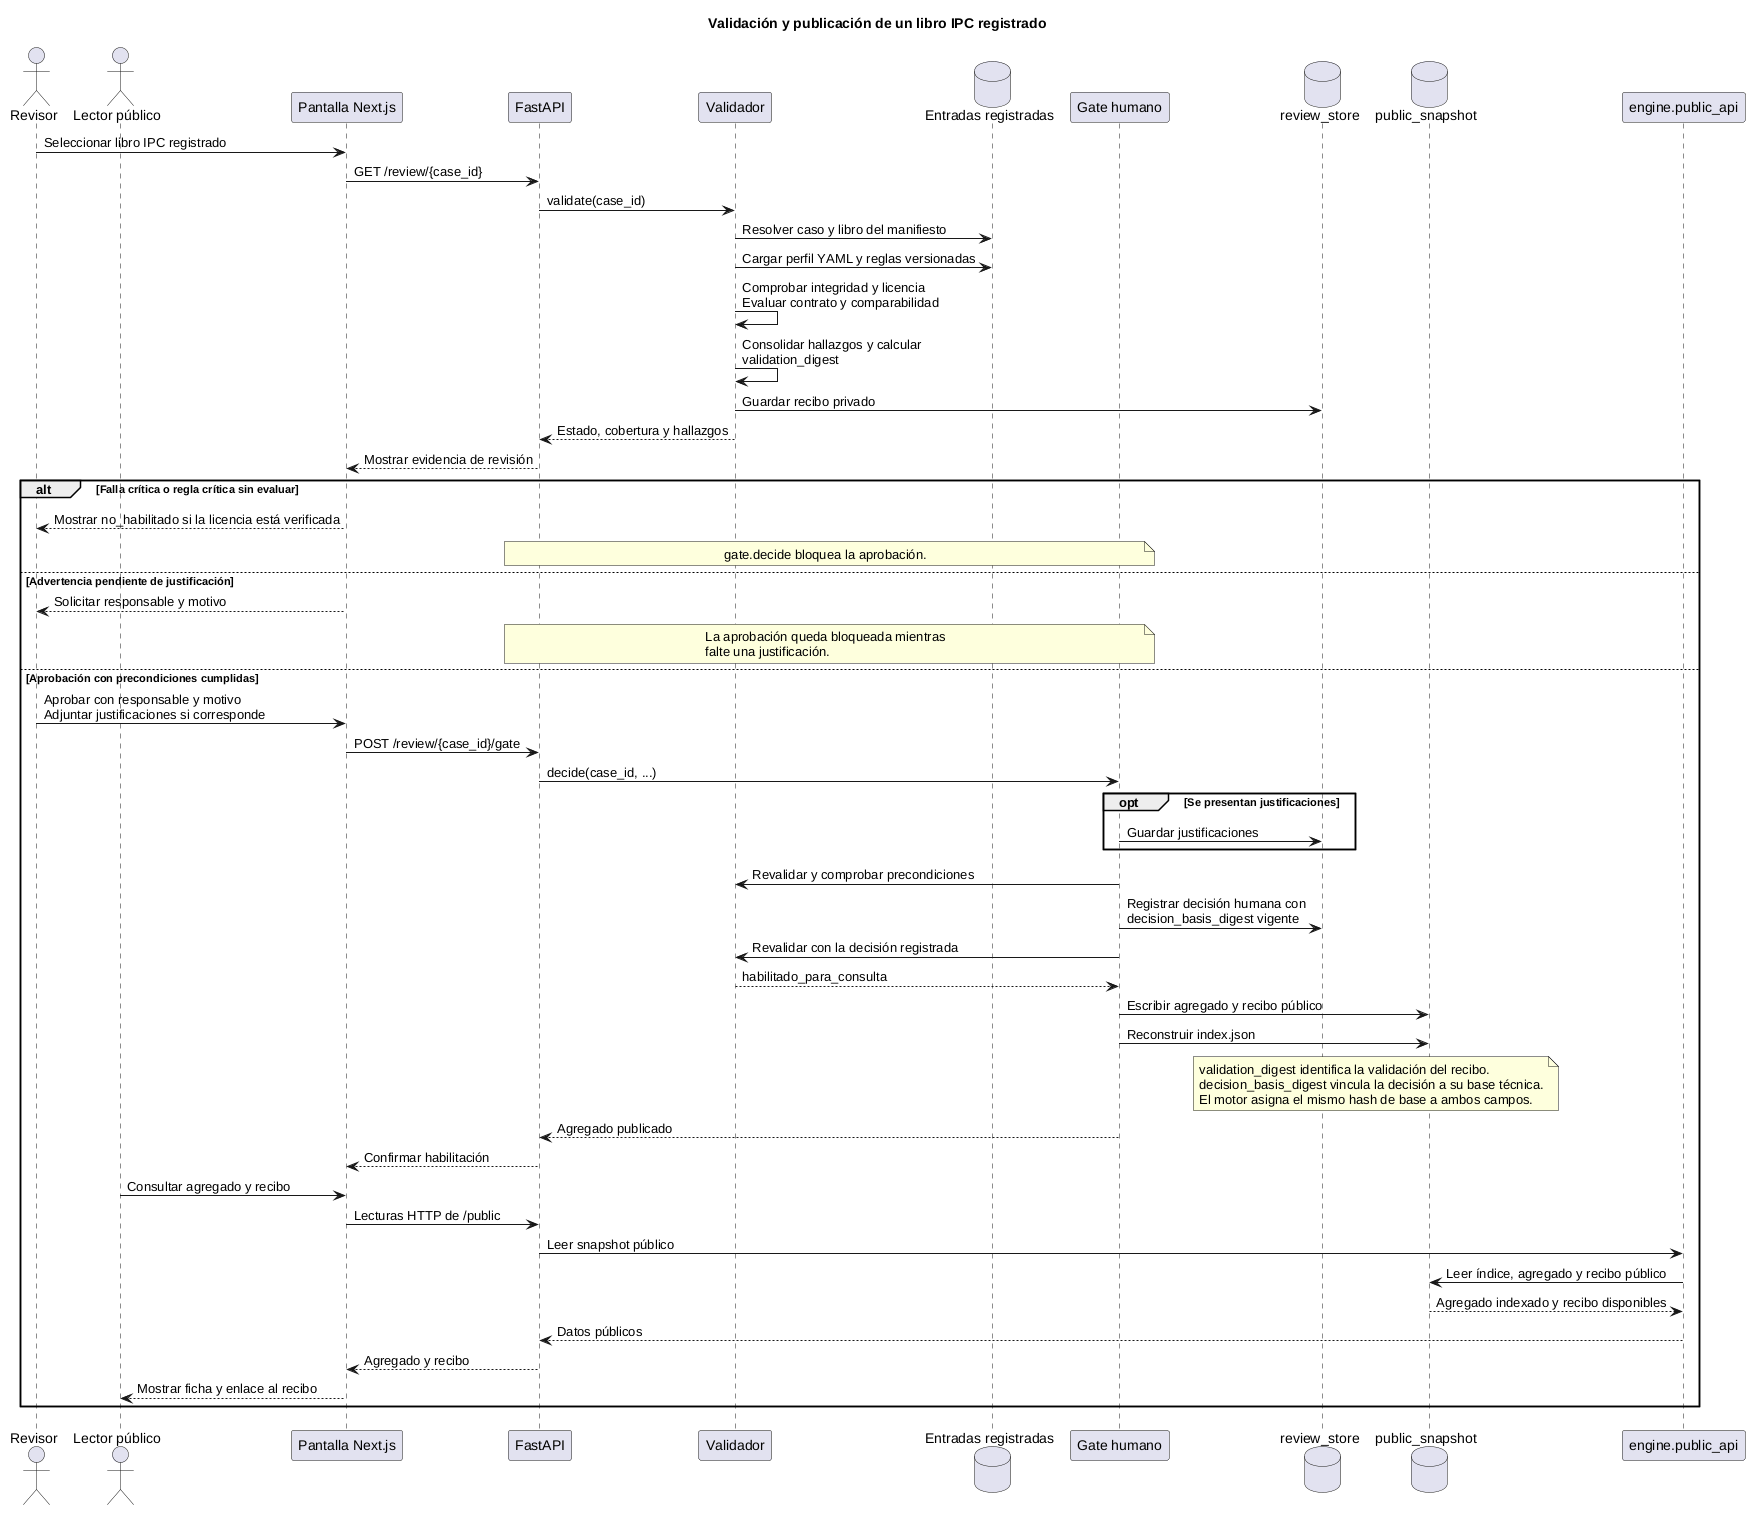 Validación y publicación de un libro IPC registrado
Revisor
Lector público
Pantalla Next.js
FastAPI
Validador
Entradas registradas
Gate humano
review_store
public_snapshot
engine.public_api
Seleccionar libro IPC registrado
GET /review/{case_id}
validate(case_id)
Resolver caso y libro del manifiesto
Cargar perfil YAML y reglas versionadas
Comprobar integridad y licencia
Evaluar contrato y comparabilidad
Consolidar hallazgos y calcular
validation_digest
Guardar recibo privado
Estado, cobertura y hallazgos
Mostrar evidencia de revisión
alt [Falla crítica o regla crítica sin evaluar]
Mostrar no_habilitado si la licencia está verificada
gate.decide bloquea la aprobación.
[Advertencia pendiente de justificación]
Solicitar responsable y motivo
La aprobación queda bloqueada mientras
falte una justificación.
[Aprobación con precondiciones cumplidas]
Aprobar con responsable y motivo
Adjuntar justificaciones si corresponde
POST /review/{case_id}/gate
decide(case_id, ...)
opt [Se presentan justificaciones]
Guardar justificaciones
Revalidar y comprobar precondiciones
Registrar decisión humana con
decision_basis_digest vigente
Revalidar con la decisión registrada
habilitado_para_consulta
Escribir agregado y recibo público
Reconstruir index.json
validation_digest identifica la validación del recibo.
decision_basis_digest vincula la decisión a su base técnica.
El motor asigna el mismo hash de base a ambos campos.
Agregado publicado
Confirmar habilitación
Consultar agregado y recibo
Lecturas HTTP de /public
Leer snapshot público
Leer índice, agregado y recibo público
Agregado indexado y recibo disponibles
Datos públicos
Agregado y recibo
Mostrar ficha y enlace al recibo
Revisor
Lector público
Pantalla Next.js
FastAPI
Validador
Entradas registradas
Gate humano
review_store
public_snapshot
engine.public_api